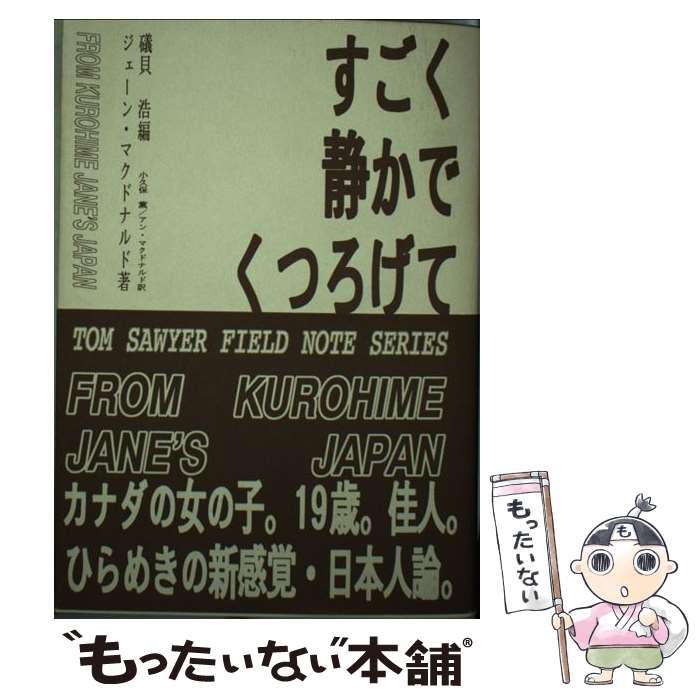 すごく
静かで
くつろげて
礒貝 浩編
ジェーン・マクドナルド著
小久保 薫/アン・マクドナルド訳
FROM KUROHIME JANE'S JAPAN
TOM SAWYER FIELD NOTE SERIES
FROM KUROHIME
JANE'S JAPAN
カナダの女の子。19歳。佳人。
ひらめきの新感覚・日本人論。
も
もったいない
"もったいない"本舗®